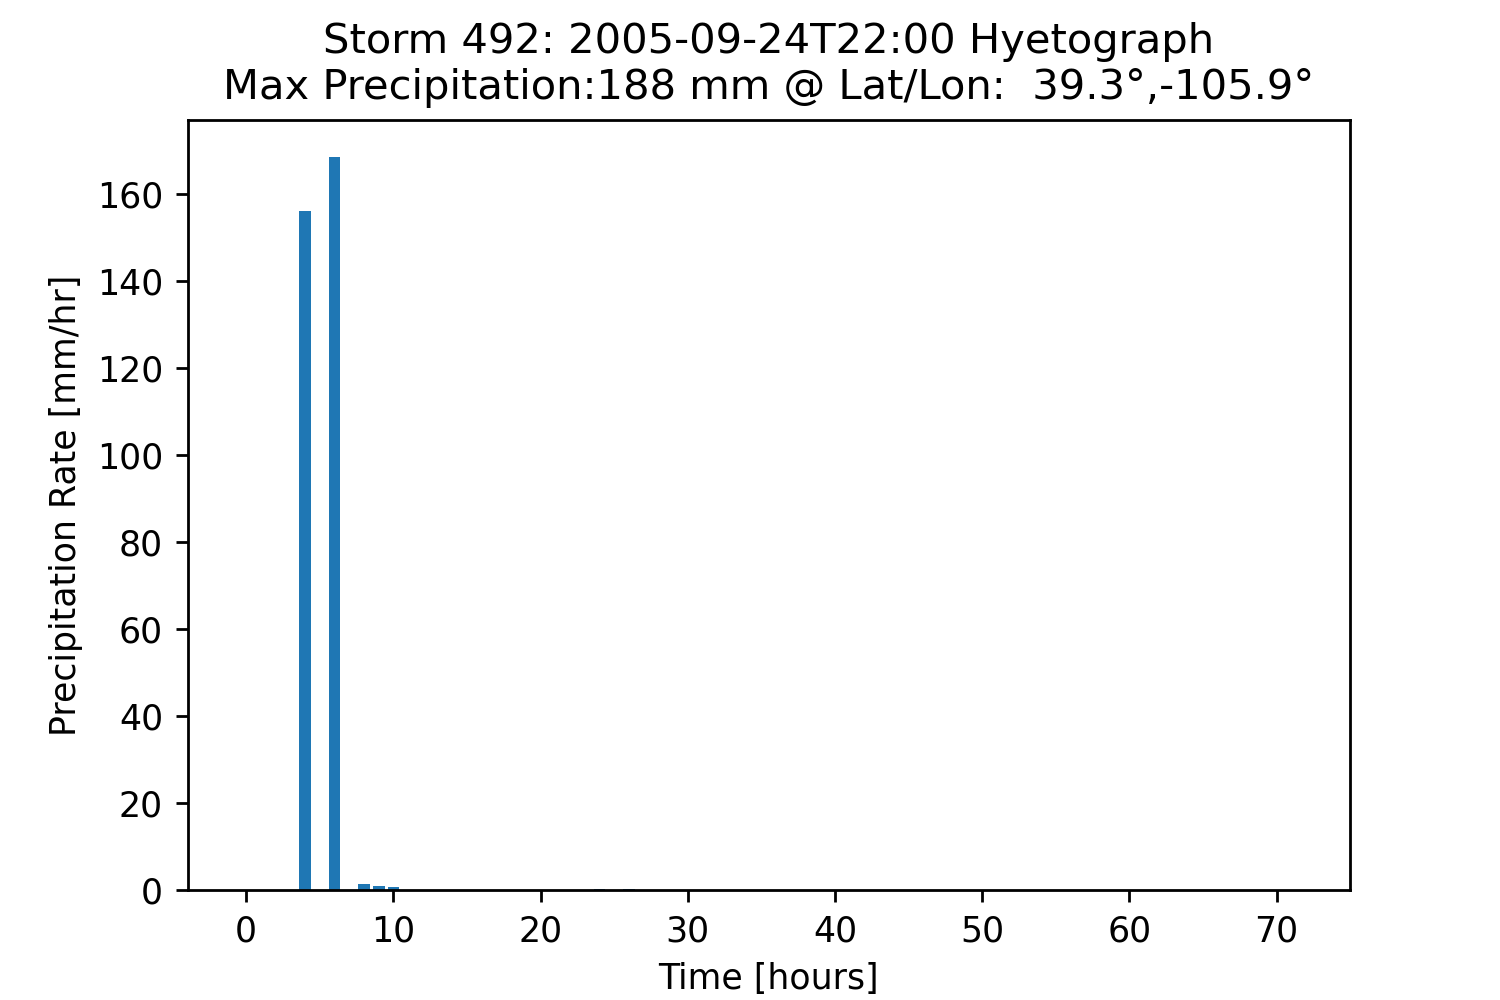 Storm 492: 2005-09-24T22:00 Hyetograph
Max Precipitation:188 mm @ Lat/Lon:  39.3°,-105.9°
Precipitation Rate [mm/hr]
160
140
120
100
80
60
40
20
0
0 10 20 30 40 50 60 70
Time [hours]